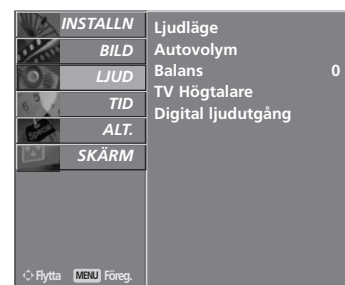 INSTALLN
BILD
LJUD
TID
ALT.
SKÄRM
Ljudläge
Autovolym
Balans 0
TV Högtalare
Digital ljudutgång
Flytta MENU Föreg.